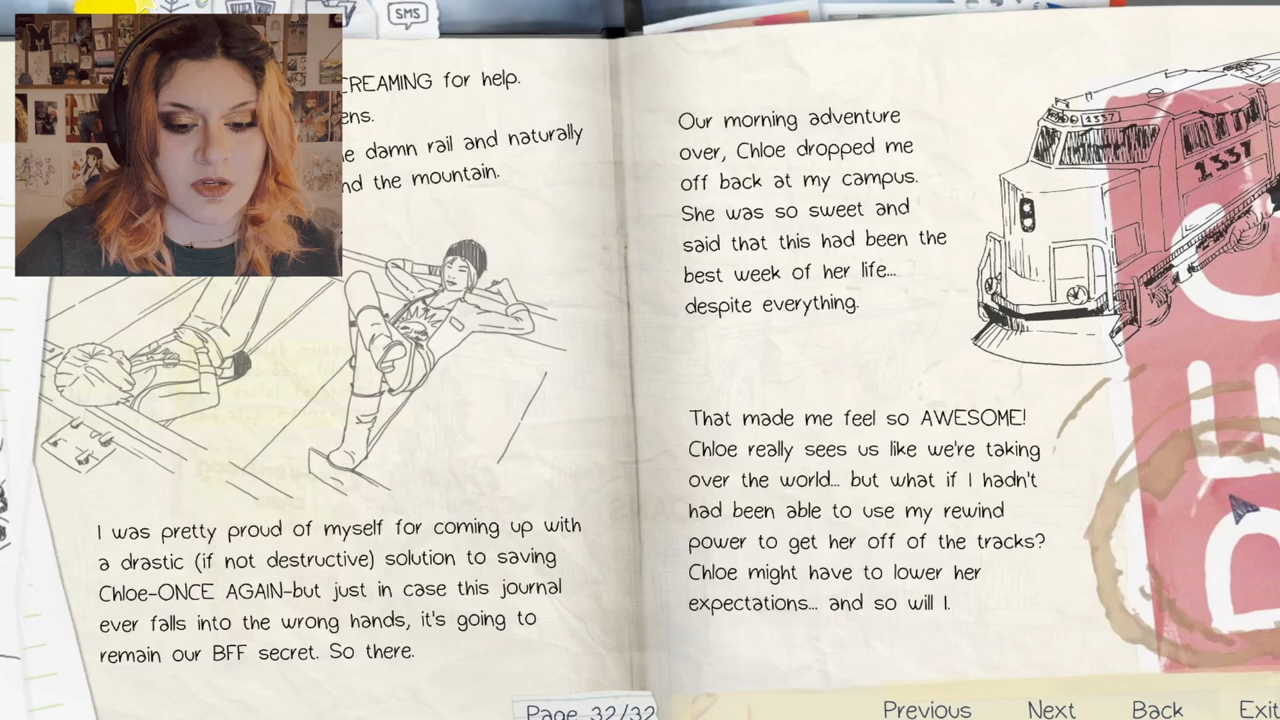 SMS
CREAMING for help.
ens.
e damn rail and naturally
nd the mountain.
I was pretty proud of myself for coming up with
a drastic (if not destructive) solution to saving
Chloe-ONCE AGAIN-but just in case this journal
ever falls into the wrong hands, it's going to
remain our BFF secret. So there.
Our morning adventure
over, Chloe dropped me
off back at my campus.
She was so sweet and
said that this had been the
best week of her life...
despite everything.
1337
1337
That made me feel so AWESOME!
Chloe really sees us like we're taking
over the world... but what if I hadn't
had been able to use my rewind
power to get her off of the tracks?
Chloe might have to lower her
expectations... and so will I.
Page 32/32
Previous Next Back Exit